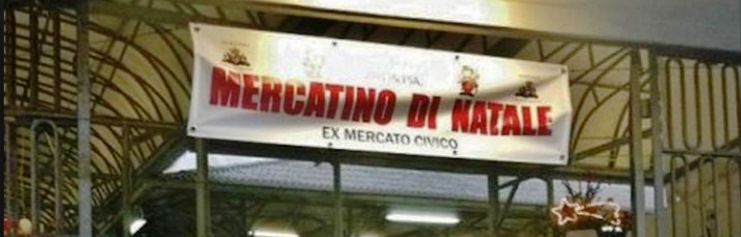 MERCATINO DI NATALE
EX MERCATO CIVICO